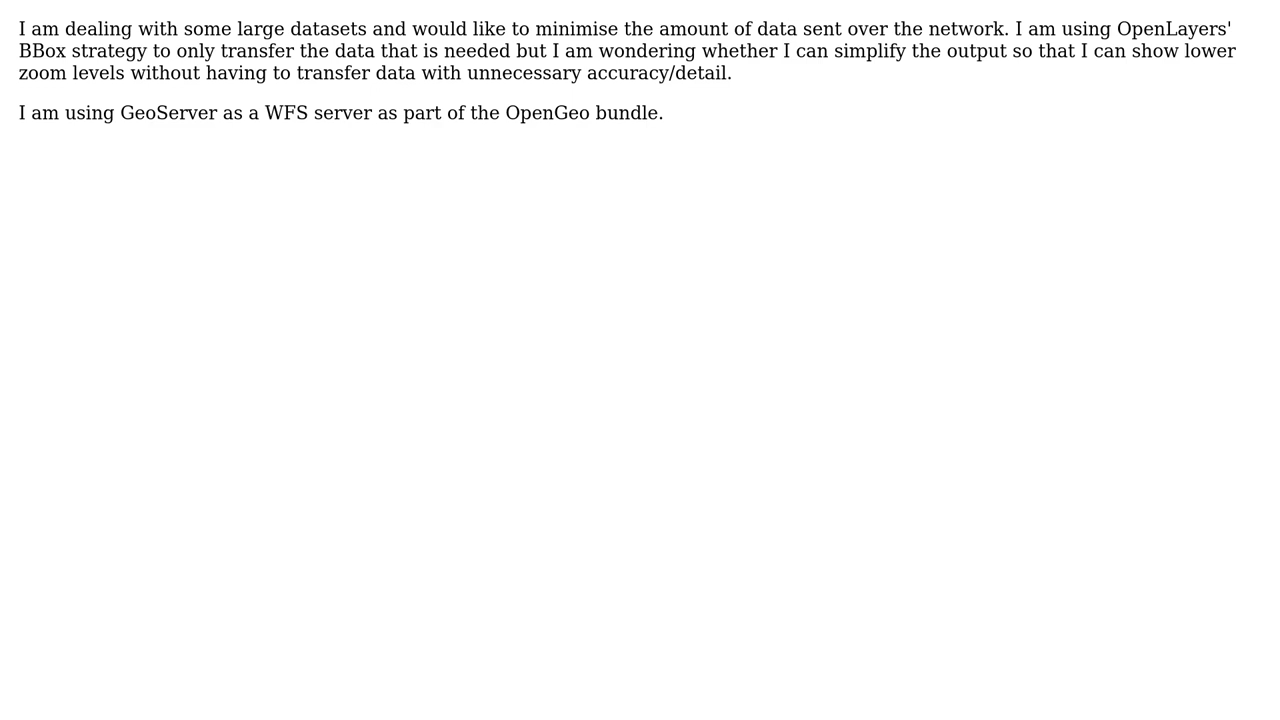 I am dealing with some large datasets and would like to minimise the amount of data sent over the network. I am using OpenLayers'
BBox strategy to only transfer the data that is needed but I am wondering whether I can simplify the output so that I can show lower
zoom levels without having to transfer data with unnecessary accuracy/detail.
I am using GeoServer as a WFS server as part of the OpenGeo bundle.